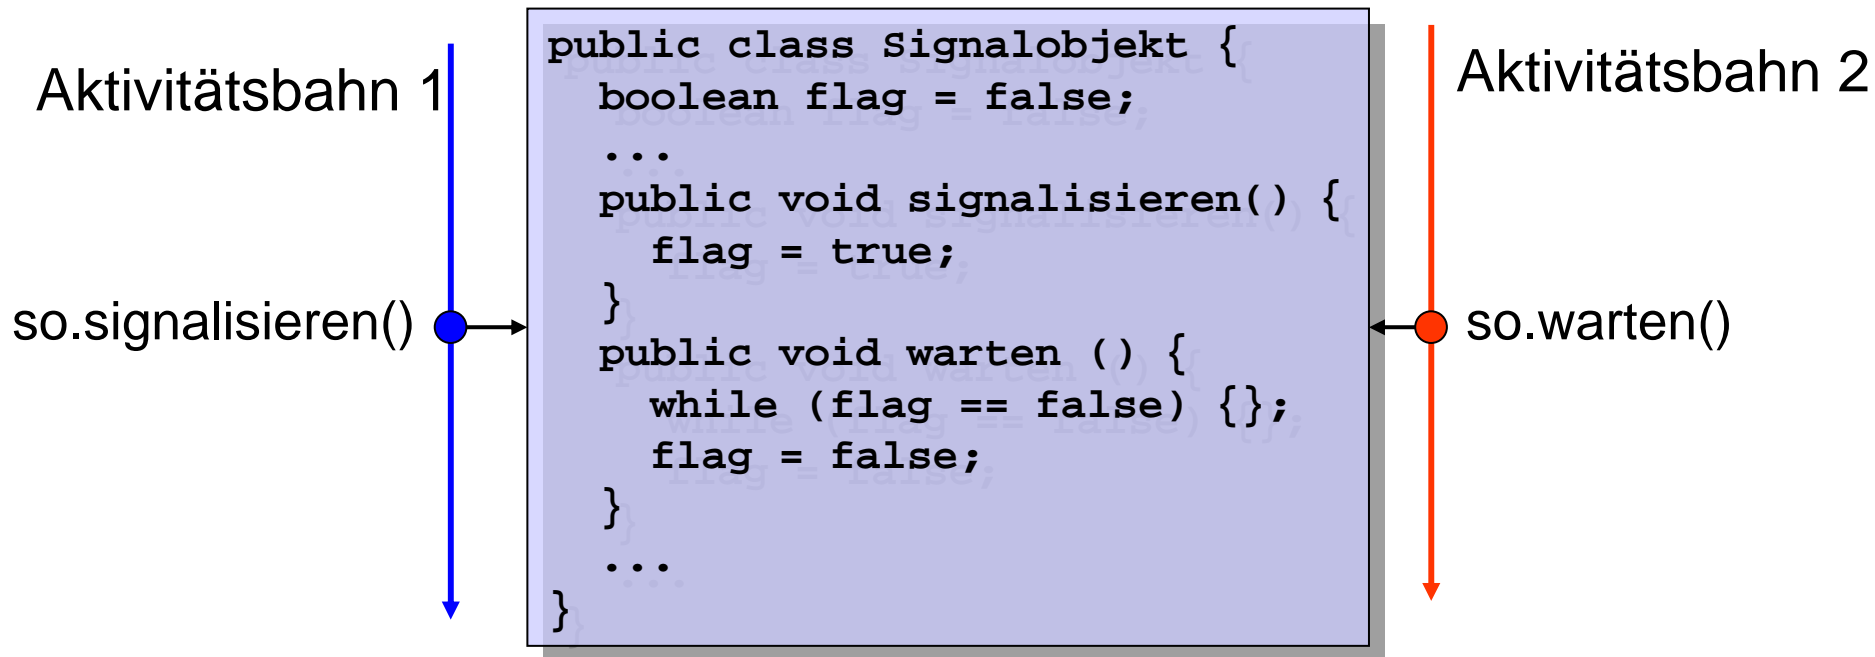 Aktivitätsbahn 1
so.signalisieren()
public class Signalobjekt {
  boolean flag = false;
  ...
  public void signalisieren() {
    flag = true;
  }
  public void warten () {
    while (flag == false) {};
    flag = false;
  }
  ...
}
Aktivitätsbahn 2
so.warten()